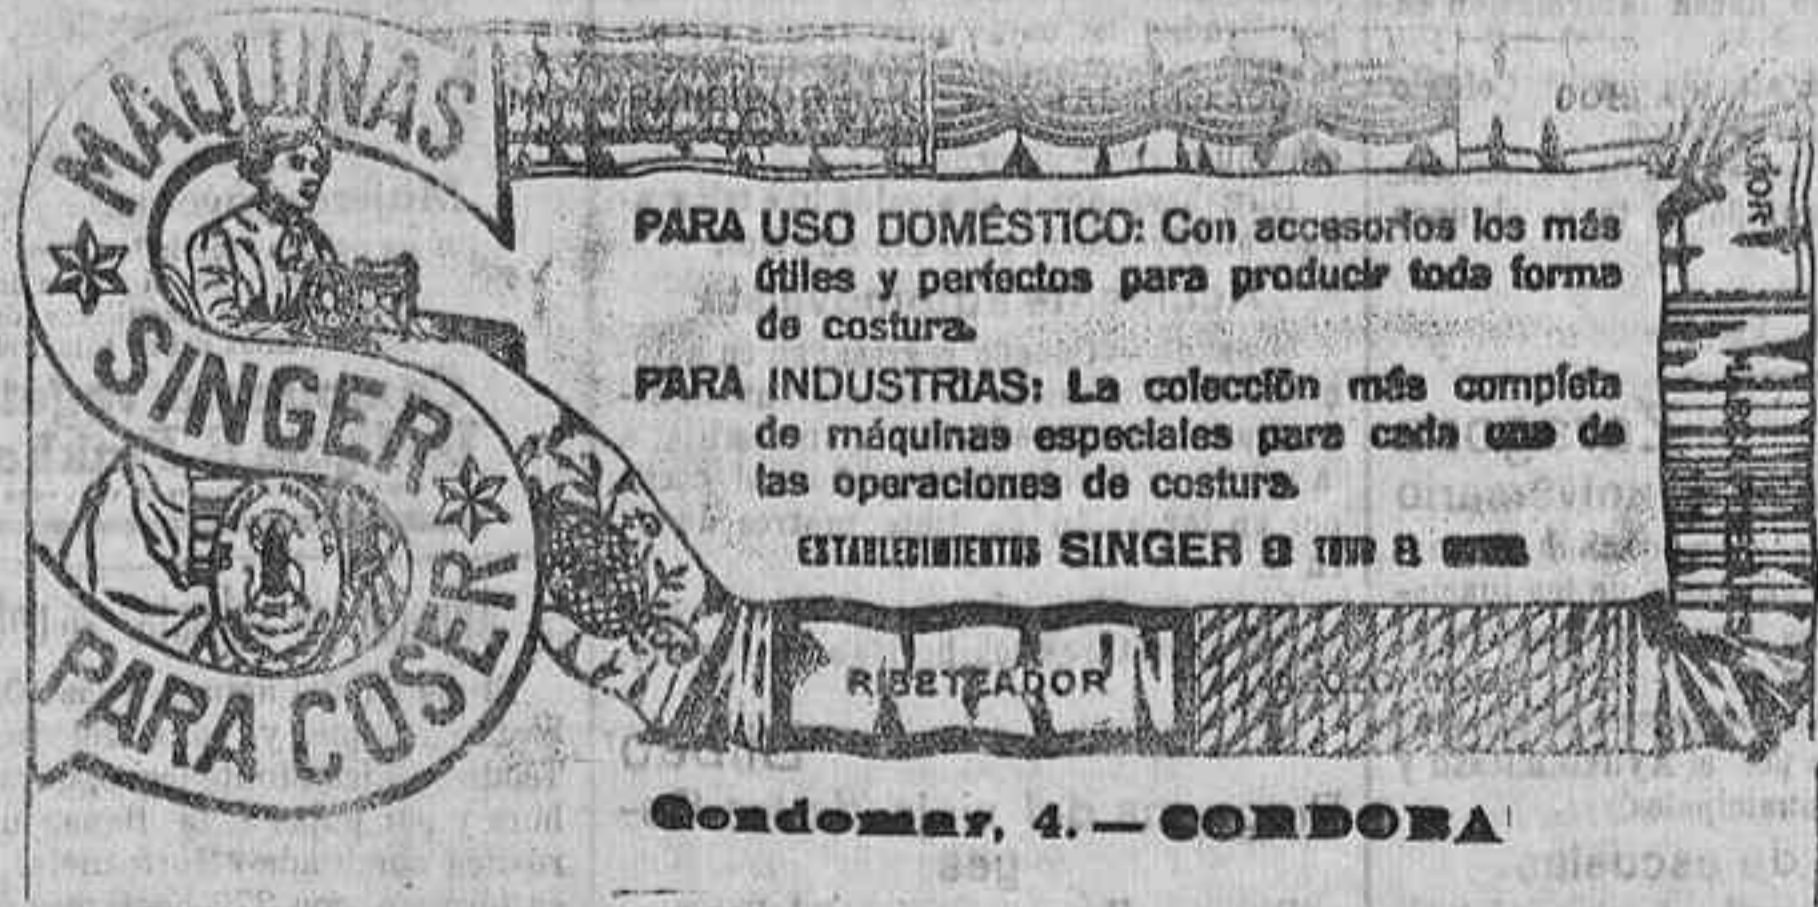 MÁQUINAS
SINGER
PARA COSER
PARA USO DOMÉSTICO: Con accesorios los más
útiles y perfectos para producir toda forma
de costura.
PARA INDUSTRIAS: La colección más completa
de máquinas especiales para cada una de
las operaciones de costura.
ESTABLECIMIENTOS SINGER
RIBETEADOR
Gondomar, 4. — CORDOBA